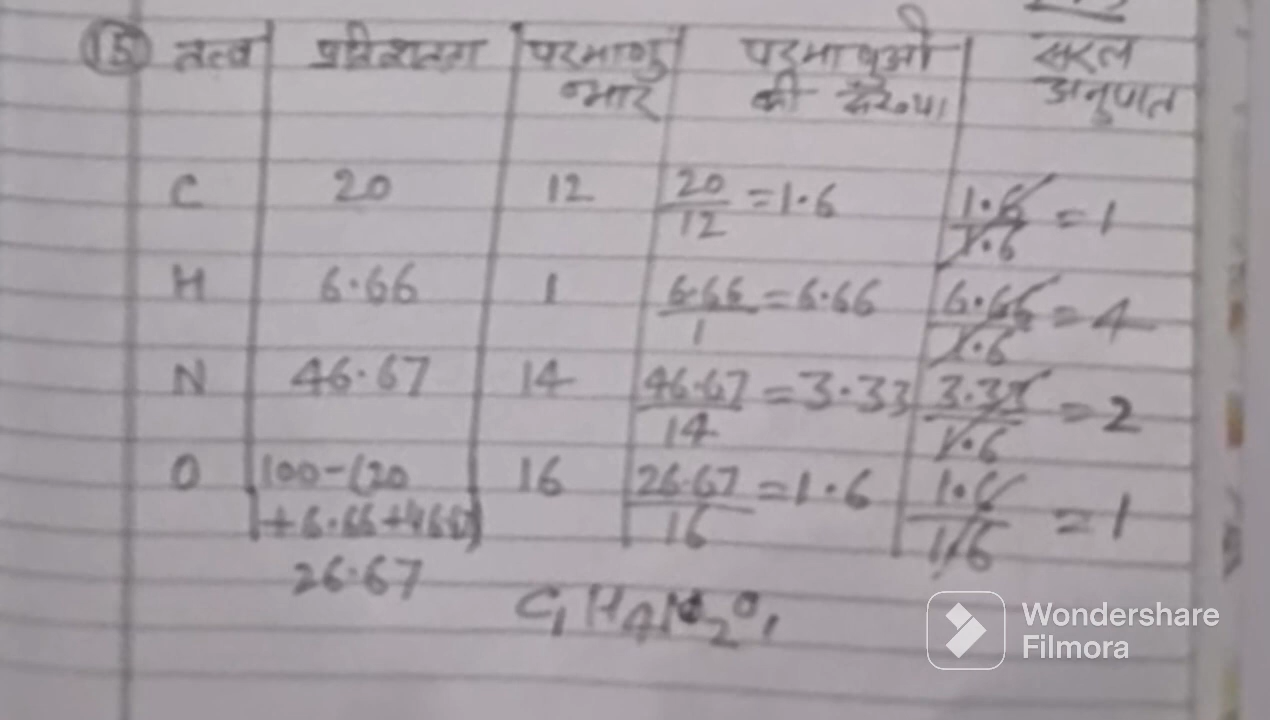 (15) तत्व प्रतिशतता परमाणु भार परमाणुओ की संख्या सरल अनुपात
C 20 12 20/12 =1.6 1.6/1.6 = 1
H 6.66 1 6.66/1 =6.66 6.66/1.6 = 4
N 46.67 14 46.67/14 =3.33 3.33/1.6 =2
O 100-(20 +6.66+46.67) 16 26.67/16 =1.6 1.6/1.6 =1
26.67
C1H4N2O1
Wondershare
Filmora